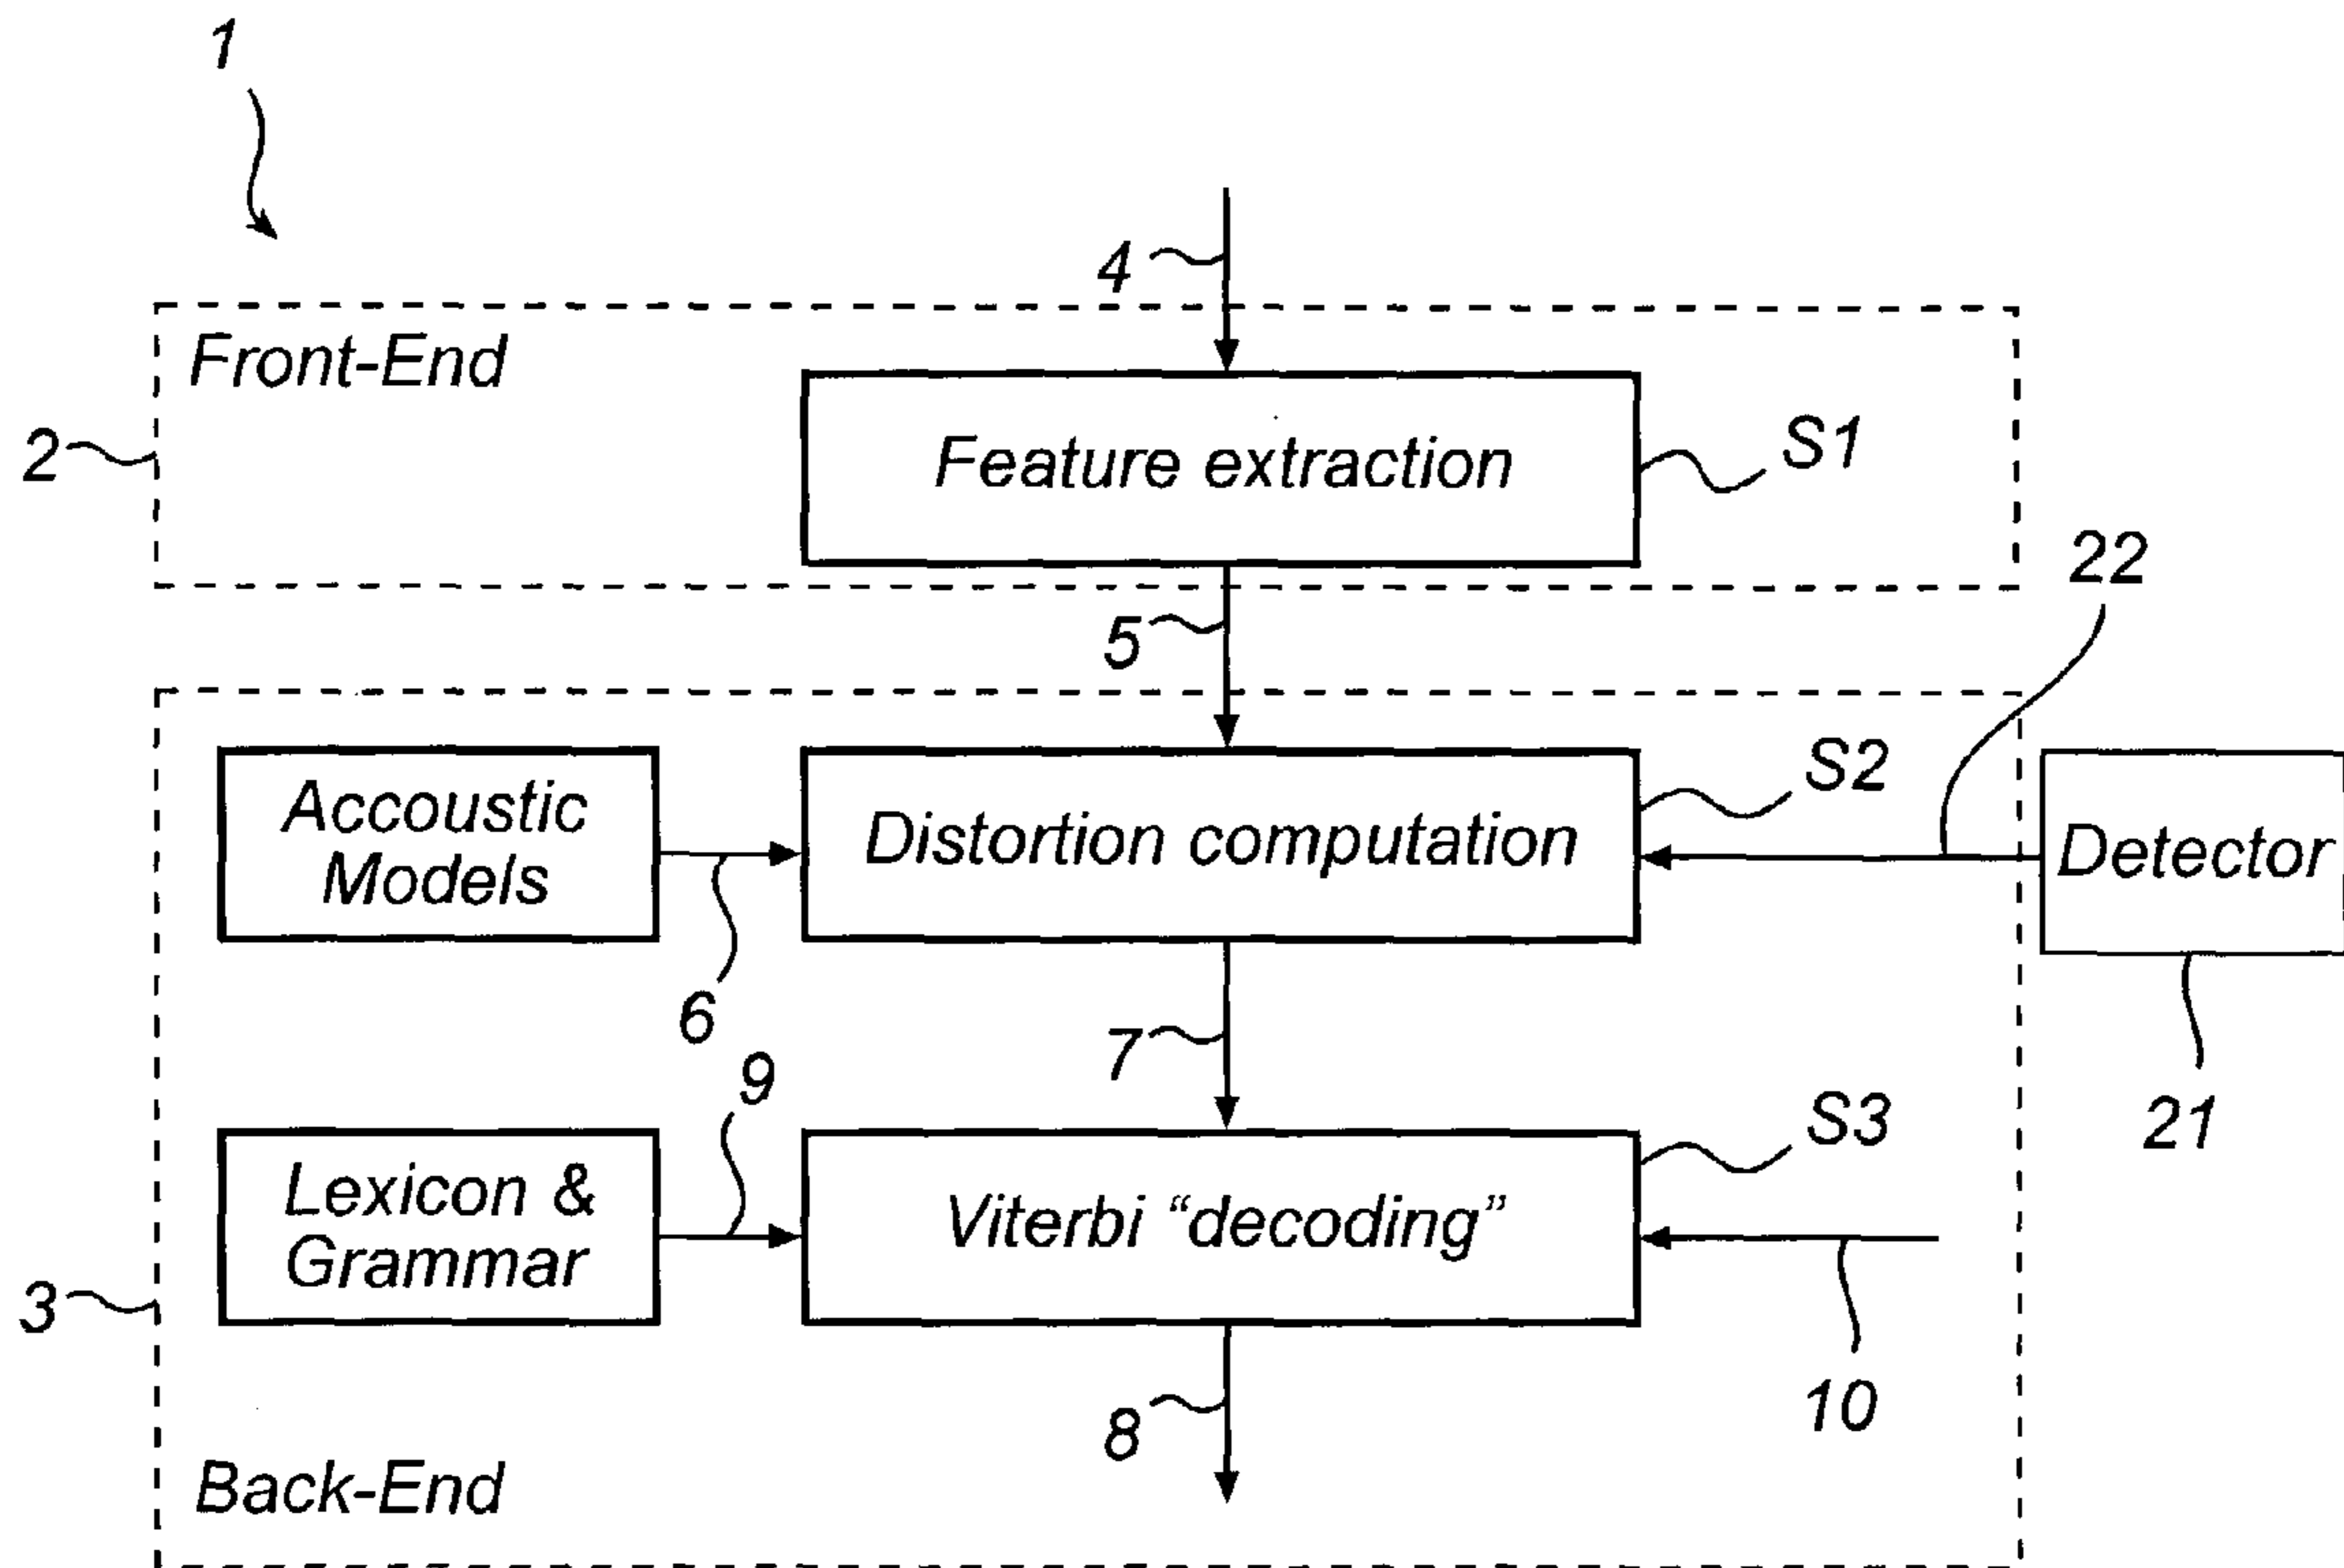 1
4
Front-End
2
Feature extraction
S1
22
5
Accoustic
Models
Distortion computation
S2
Detector
6
7
9
21
Lexicon &
Grammar
Viterbi “decoding”
S3
3
10
8
Back-End